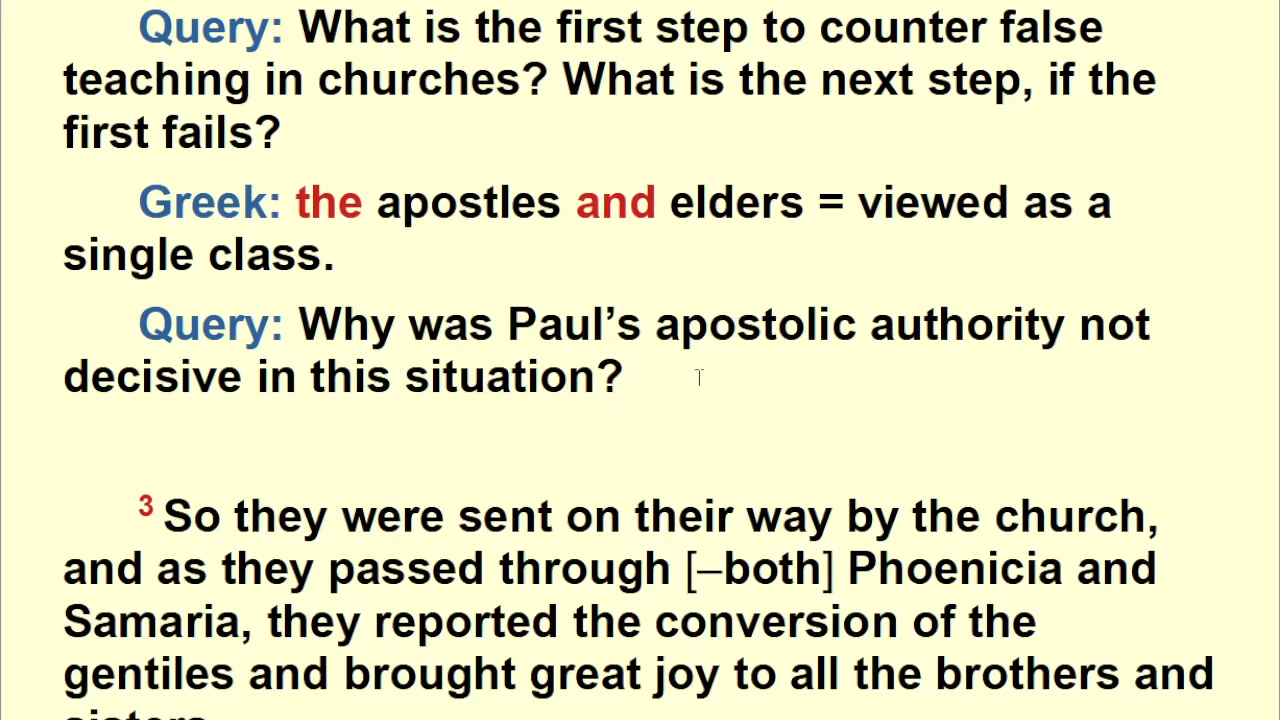 Query: What is the first step to counter false
teaching in churches? What is the next step, if the
first fails?
Greek: the apostles and elders = viewed as a
single class.
Query: Why was Paul’s apostolic authority not
decisive in this situation?
3 So they were sent on their way by the church,
and as they passed through [–both] Phoenicia and
Samaria, they reported the conversion of the
gentiles and brought great joy to all the brothers and
sisters.